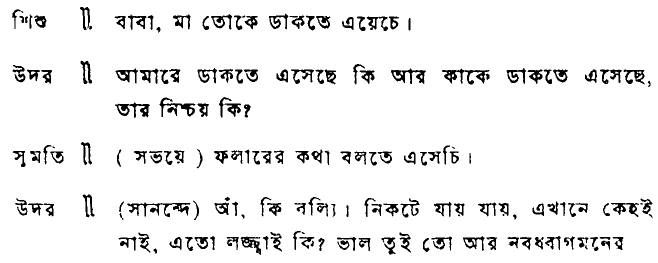 শিশু ॥ বাবা, মা তোকে ডাকতে এয়েচে।
উদর ॥ আমারে ডাকতে এসেছে কি আর কাকে ডাকতে এসেছে,
তার নিশ্চয় কি?
সুমতি ॥ ( সভয়ে ) ফলারের কথা বলতে এসেচি।
উদর ॥ (সানন্দে) আঁ, কি বলিা। নিকটে যায় যায়, এখানে কেহই
নাই, এতো লজ্জাই কি? ভাল তুই তো আর নবধবাগমনের